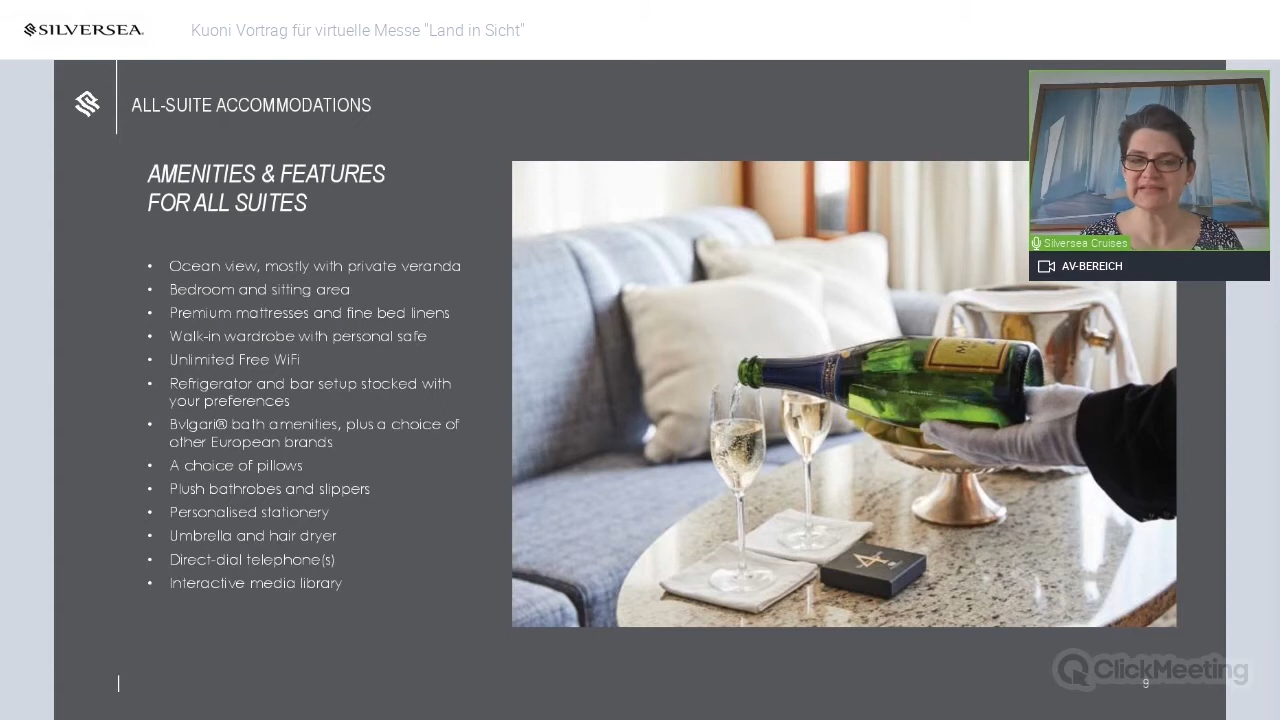 SILVERSEA
Kuoni Vortrag für virtuelle Messe "Land in Sicht"
ALL-SUITE ACCOMMODATIONS
AMENITIES & FEATURES
FOR ALL SUITES
• Ocean view, mostly with private veranda
• Bedroom and sitting area
• Premium mattresses and fine bed linens
• Walk-in wardrobe with personal safe
• Unlimited Free WiFi
• Refrigerator and bar setup stocked with
your preferences
• Bvlgari® bath amenities, plus a choice of
other European brands
• A choice of pillows
• Plush bathrobes and slippers
• Personalised stationery
• Umbrella and hair dryer
• Direct-dial telephone(s)
• Interactive media library
Silversea Cruises
AV-BEREICH
ClickMeeting
9